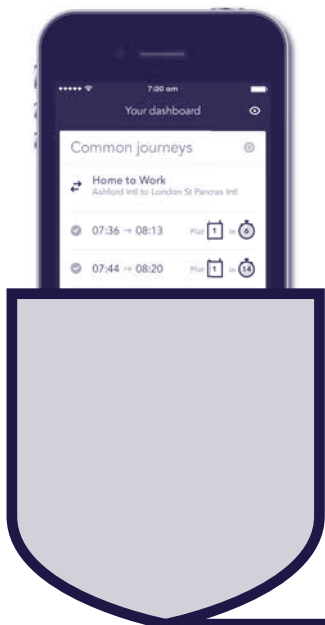 7:30 am
Your dashboard
Common journeys
Home to Work
Ashford Intl to London St Pancras Intl
07:36 → 08:13 Plat 1 in 6
07:44 → 08:20 Plat 1 in 14